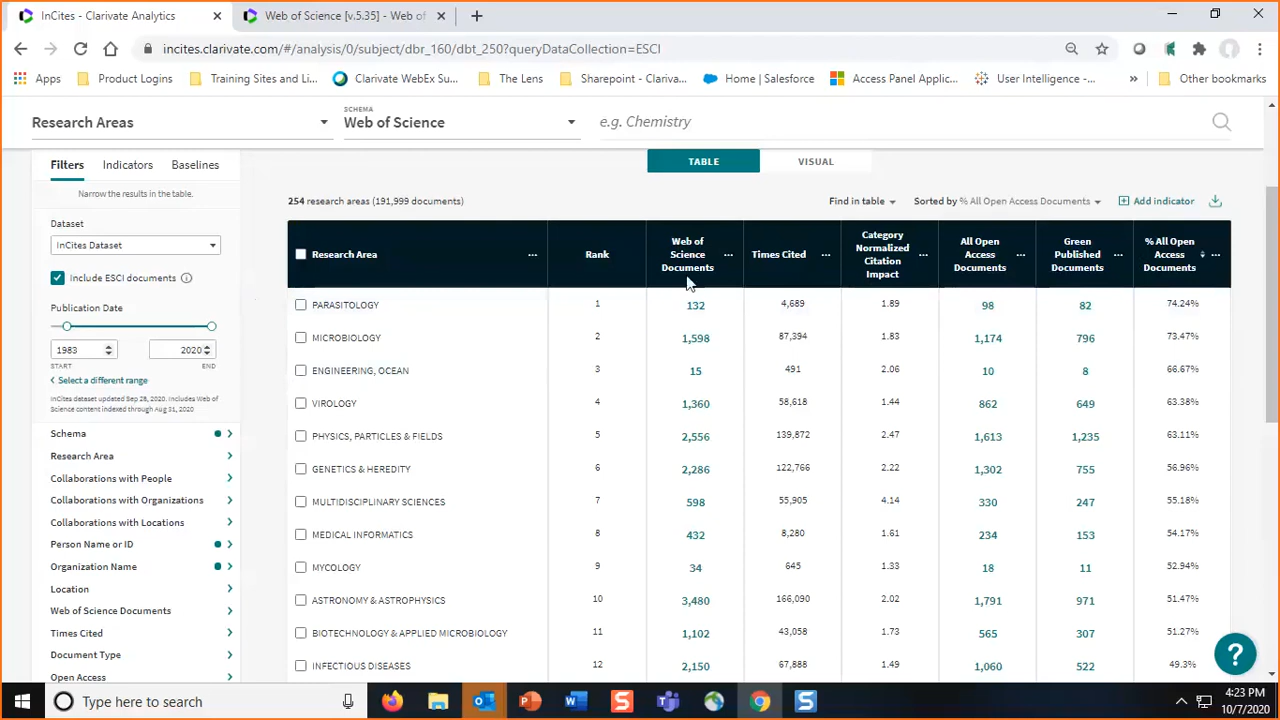 InCites - Clarivate Analytics
Web of Science [v.5.35] - Web of
incites.clarivate.com/#/analysis/0/subject/dbr_160/dbt_250?queryDataCollection=ESCI
Apps
Product Logins
Training Sites and Li...
Clarivate WebEx Su...
The Lens
Sharepoint - Clariva...
Home | Salesforce
Access Panel Applic...
User Intelligence -...
»
Other bookmarks
Research Areas
SCHEMA
Web of Science
e.g. Chemistry
Filters
Indicators
Baselines
Narrow the results in the table.
Dataset
InCites Dataset
Include ESCI documents
Publication Date
1983
2020
START
END
Select a different range
InCites dataset updated Sep 28, 2020. Includes Web of
Science content indexed through Aug 31, 2020
Schema
Research Area
Collaborations with People
Collaborations with Organizations
Collaborations with Locations
Person Name or ID
Organization Name
Location
Web of Science Documents
Times Cited
Document Type
Open Access
TABLE
VISUAL
254 research areas (191,999 documents)
Find in table
Sorted by % All Open Access Documents
Add indicator
Research Area ... Rank Web of Science Documents ... Times Cited ... Category Normalized Citation Impact ... All Open Access Documents ... Green Published Documents ... % All Open Access Documents ...
PARASITOLOGY 1 132 4,689 1.89 98 82 74.24%
MICROBIOLOGY 2 1,598 87,394 1.83 1,174 796 73.47%
ENGINEERING, OCEAN 3 15 491 2.06 10 8 66.67%
VIROLOGY 4 1,360 58,618 1.44 862 649 63.38%
PHYSICS, PARTICLES & FIELDS 5 2,556 139,872 2.47 1,613 1,235 63.11%
GENETICS & HEREDITY 6 2,286 122,766 2.22 1,302 755 56.96%
MULTIDISCIPLINARY SCIENCES 7 598 55,905 4.14 330 247 55.18%
MEDICAL INFORMATICS 8 432 8,280 1.61 234 153 54.17%
MYCOLOGY 9 34 645 1.33 18 11 52.94%
ASTRONOMY & ASTROPHYSICS 10 3,480 166,090 2.02 1,791 971 51.47%
BIOTECHNOLOGY & APPLIED MICROBIOLOGY 11 1,102 43,058 1.73 565 307 51.27%
INFECTIOUS DISEASES 12 2,150 67,888 1.49 1,060 522 49.3%
?
Type here to search
4:23 PM
10/7/2020